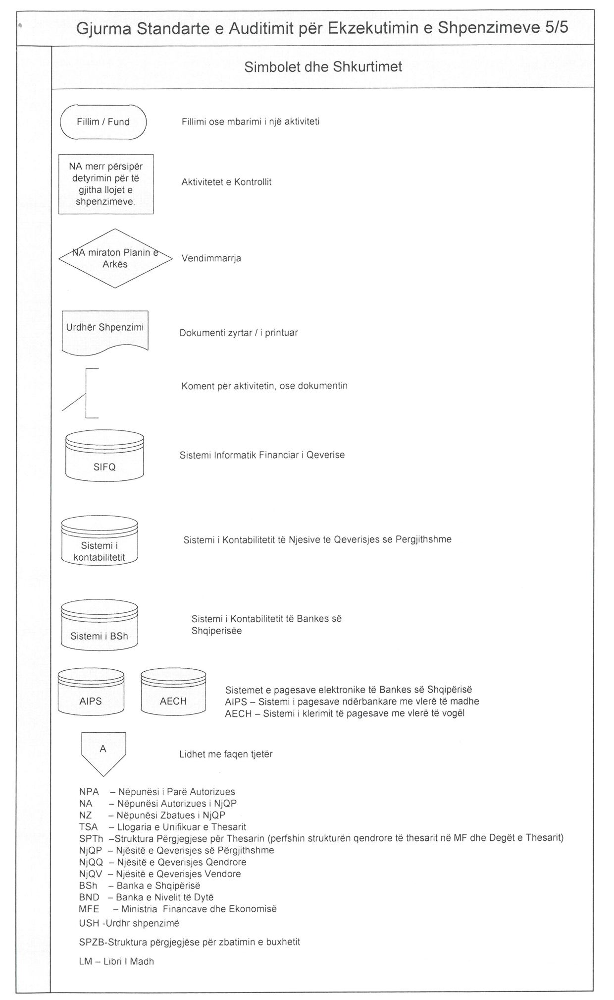 Gjurma Standarte e Auditimit për Ekzekutimin e Shpenzimeve 5/5
Simbolet dhe Shkurtimet
Fillim / Fund
Fillimi ose mbarimi i një aktiviteti
NA merr përsipër
detyrimin për të
gjitha llojet e
shpenzimeve.
Aktivitetet e Kontrollit
NA miraton Planin e
Arkës
Vendimmarrja
Urdhër Shpenzimi
Dokumenti zyrtar / i printuar
Koment për aktivitetin, ose dokumentin
SIFQ
Sistemi Informatik Financiar i Qeverise
Sistemi i
kontabilitetit
Sistemi i Kontabilitetit të Njesive te Qeverisjes se Pergjithshme
Sistemi i BSh
Sistemi i Kontabilitetit të Bankes së
Shqiperisëe
AIPS
AECH
Sistemet e pagesave elektronike të Bankes së Shqipërisë
AIPS – Sistemi i pagesave ndërbankare me vlerë të madhe
AECH – Sistemi i klerimit të pagesave me vlerë të vogël
A
Lidhet me faqen tjetër
NPA – Nëpunësi i Parë Autorizues
NA – Nëpunësi Autorizues i NjQP
NZ – Nëpunësi Zbatues i NjQP
TSA – Llogaria e Unifikuar e Thesarit
SPTh –Struktura Përgjegjese për Thesarin (perfshin strukturën qendrore të thesarit në MF dhe Degët e Thesarit)
NjQP – Njësitë e Qeverisjes së Përgjithshme
NjQQ – Njësitë e Qeverisjes Qendrore
NjQV – Njësitë e Qeverisjes Vendore
BSh – Banka e Shqipërisë
BND – Banka e Nivelit të Dytë
MFE – Ministria Financave dhe Ekonomisë
USH -Urdhr shpenzimë
SPZB-Struktura përgjegjëse për zbatimin e buxhetit
LM – Libri I Madh